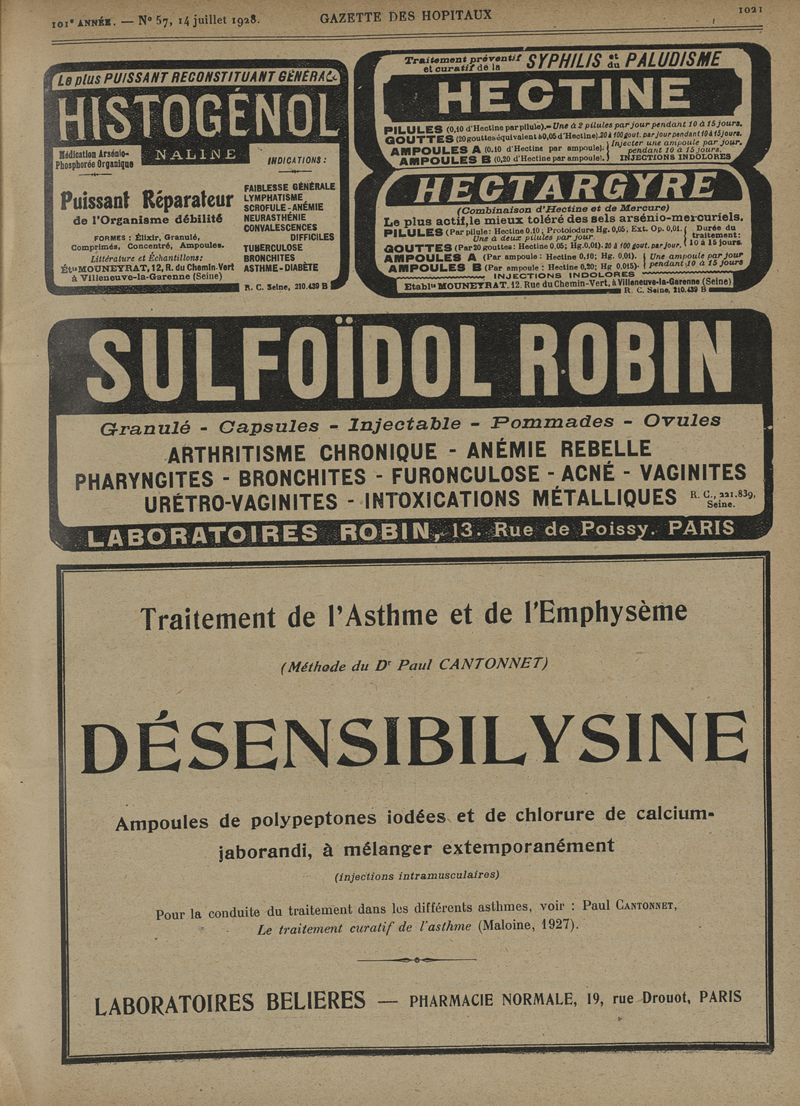 101e ANNÉE. — No 57, 14 juillet 1928.
GAZETTE DES HOPITAUX
1021
Le plus PUISSANT RECONSTITUANT GÉNÉRAL
HISTOGÉNOL
Médication Arsénio-
Phosphorée Organique
NALINE
INDICATIONS :
Puissant Réparateur
de l'Organisme débilité
FORMES : Élixir, Granulé,
Comprimés, Concentré, Ampoules.
Littérature et Échantillons:
Éts MOUNEYRAT, 12, R. du Chemin-Vert
à Villeneuve-la-Garenne (Seine)
FAIBLESSE GÉNÉRALE
LYMPHATISME
SCROFULE - ANÉMIE
NEURASTHÉNIE
CONVALESCENCES
DIFFICILES
TUBERCULOSE
BRONCHITES
ASTHME - DIABÈTE
R. C. Seine, 210.439 B
Traitement préventif et curatif de la SYPHILIS et du PALUDISME
HECTINE
PILULES (0,10 d'Hectine par pilule).- Une à 2 pilules par jour pendant 10 à 15 jours.
GOUTTES (20 gouttes équivalent à 0,05 d'Hectine). 20 à 100 gout. par jour pendant 10 à 15 jours.
AMPOULES A (0,10 d'Hectine par ampoule). Injecter une ampoule par jour.
pendant 10 à 15 jours.
AMPOULES B (0,20 d'Hectine par ampoule). INJECTIONS INDOLORES
HECTARGYRE
(Combinaison d'Hectine et de Mercure)
Le plus actif, le mieux toléré des sels arsénio-mercuriels.
PILULES (Par pilule: Hectine 0,10; Protoiodure Hg. 0,05, Ext. Op. 0,01.
Une à deux pilules par jour.
Durée du
traitement:
10 à 15 jours.
GOUTTES (Par 20 gouttes: Hectine 0,05; Hg. 0,01). 20 à 100 gout. par jour.
AMPOULES A (Par ampoule: Hectine 0,10; Hg. 0,01).
AMPOULES B (Par ampoule: Hectine 0,20; Hg 0,015).
Une ampoule par jour
pendant 10 à 15 jours
INJECTIONS INDOLORES
Etablts MOUNEYRAT. 12, Rue du Chemin-Vert, à Villeneuve-la-Garenne (Seine)
R. C. Seine, 210.439 B
SULFOÏDOL ROBIN
Granulé - Capsules - Injectable - Pommades - Ovules
ARTHRITISME CHRONIQUE - ANÉMIE REBELLE
PHARYNGITES - BRONCHITES - FURONCULOSE - ACNÉ - VAGINITES
URÉTRO-VAGINITES - INTOXICATIONS MÉTALLIQUES R. C., 221.839, Seine.
LABORATOIRES ROBIN, 13. Rue de Poissy. PARIS
Traitement de l'Asthme et de l'Emphysème
(Méthode du Dr Paul CANTONNET)
DÉSENSIBILYSINE
Ampoules de polypeptones iodées et de chlorure de calcium-
jaborandi, à mélanger extemporanément
(injections intramusculaires)
Pour la conduite du traitement dans les différents asthmes, voir : Paul CANTONNET,
Le traitement curatif de l'asthme (Maloine, 1927).
LABORATOIRES BELIERES — PHARMACIE NORMALE, 19, rue Drouot, PARIS